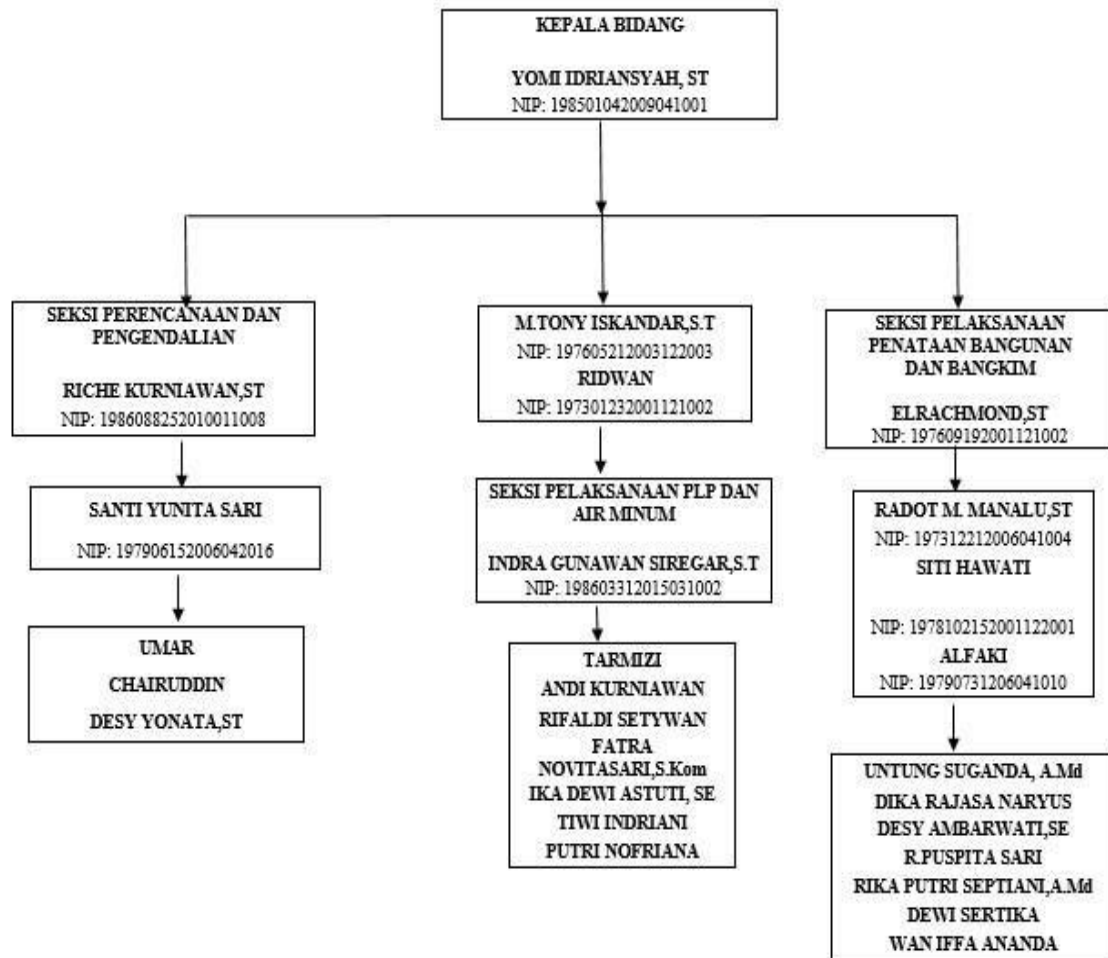 KEPALA BIDANG
YOMI IDRIANSYAH, ST
NIP: 198501042009041001
SEKSI PERENCANAAN DAN
PENGENDALIAN
RICHE KURNIAWAN,ST
NIP: 1986088252010011008
SANTI YUNITA SARI
NIP: 197906152006042016
UMAR
CHAIRUDDIN
DESY YONATA,ST
M.TONY ISKANDAR,S.T
NIP: 197605212003122003
RIDWAN
NIP: 197301232001121002
SEKSI PELAKSANAAN PLP DAN
AIR MINUM
INDRA GUNAWAN SIREGAR,S.T
NIP: 198603312015031002
TARMIZI
ANDI KURNIAWAN
RIFALDI SETYWAN
FATRA
NOVITASARI,S.Kom
IKA DEWI ASTUTI, SE
TIWI INDRIANI
PUTRI NOFRIANA
SEKSI PELAKSANAAN
PENATAAN BANGUNAN
DAN BANGKIM
ELRACHMOND,ST
NIP: 197609192001121002
RADOT M. MANALU,ST
NIP: 197312212006041004
SITI HAWATI
NIP: 1978102152001122001
ALFAKI
NIP: 19790731206041010
UNTUNG SUGANDA, A.Md
DIKA RAJASA NARYUS
DESY AMBARWATI,SE
R.PUSPITA SARI
RIKA PUTRI SEPTIANI,A.Md
DEWI SERTIKA
WAN IFFA ANANDA